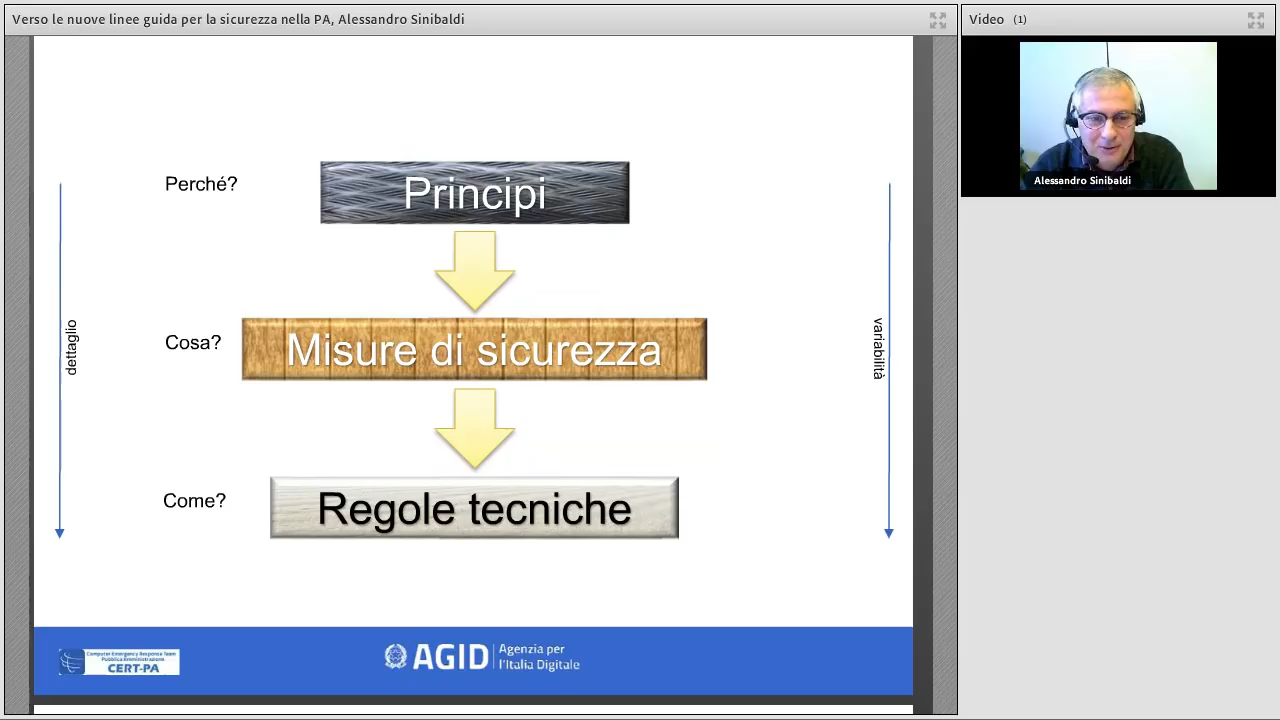 Verso le nuove linee guida per la sicurezza nella PA, Alessandro Sinibaldi
Video (1)
Alessandro Sinibaldi
Perché?
Principi
dettaglio
Cosa?
Misure di sicurezza
variabilità
Come?
Regole tecniche
Computer Emergency Response Team
Pubblica Amministrazione
CERT-PA
AGID
Agenzia per
l'Italia Digitale